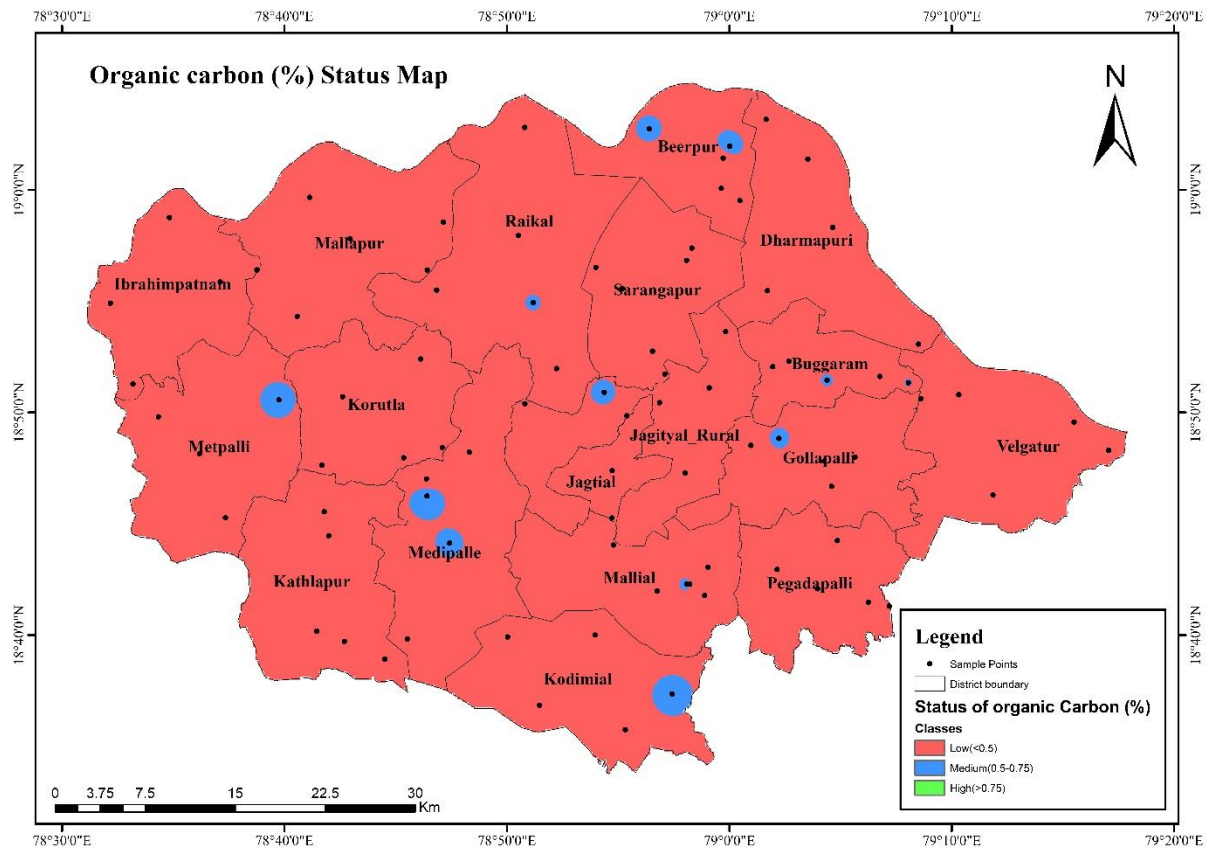 78°30'0"E 78°40'0"E 78°50'0"E 79°0'0"E 79°10'0"E 79°20'0"E
Organic carbon (%) Status Map
N
Beerpur
19°0'0"N 19°0'0"N
Raikal
Mallapur
Dharmapuri
Ibrahimpatnam
Sarangapur
Buggaram
18°50'0"N 18°50'0"N
Korutla
Metpalli
Jagityal_Rural
Velgatur
Gollapalli
Jagtial
Medipalle
Kathlapur
Mallial
Pegadapalli
18°40'0"N 18°40'0"N
Kodimial
Legend
Sample Points
District boundary
Status of organic Carbon (%)
Classes
Low(<0.5)
Medium(0.5-0.75)
High(>0.75)
0 3.75 7.5 15 22.5 30
Km
78°30'0"E 78°40'0"E 78°50'0"E 79°0'0"E 79°10'0"E 79°20'0"E